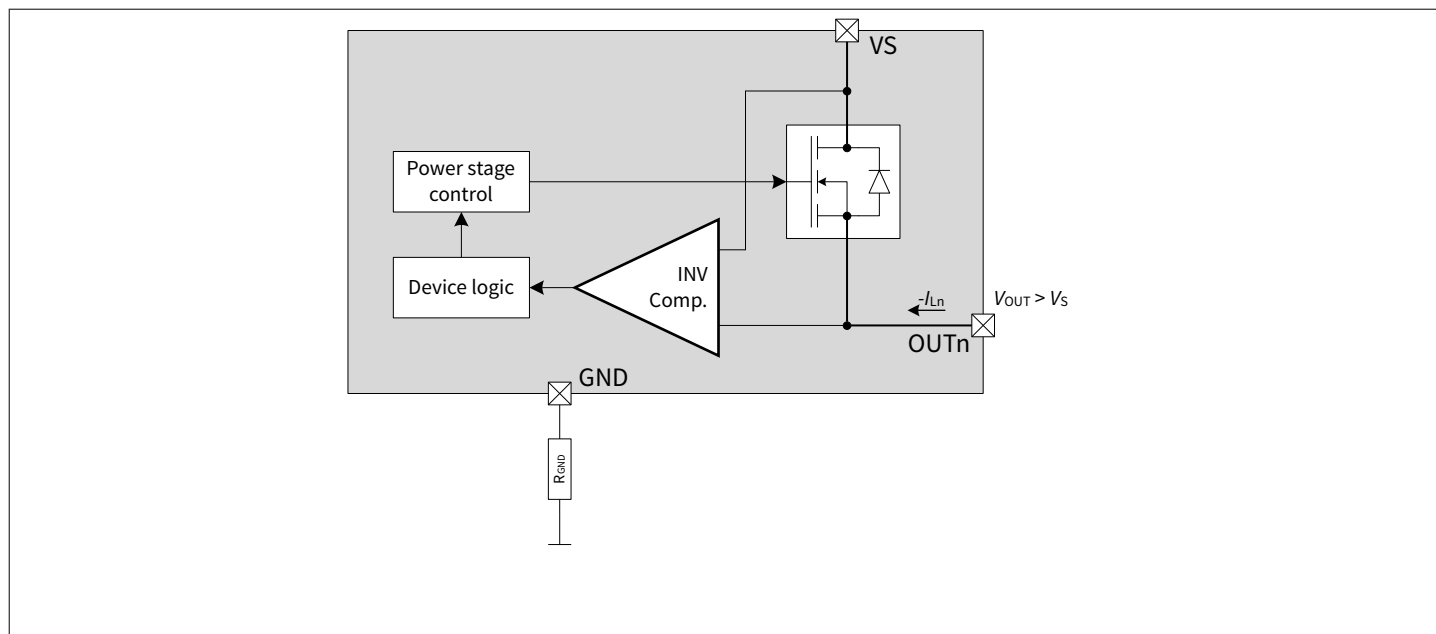 VS
Power stage
control
Device logic
INV
Comp.
-ILn
VOUT > VS
OUTn
GND
RGND